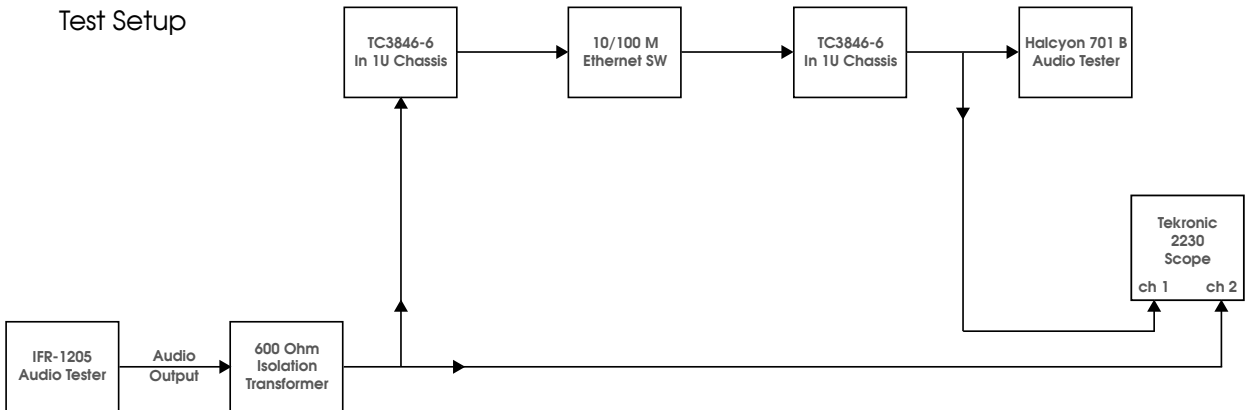 Test Setup
TC3846-6
In 1U Chassis
10/100 M
Ethernet SW
TC3846-6
In 1U Chassis
Halcyon 701 B
Audio Tester
Tekronic
2230
Scope
ch 1
ch 2
IFR-1205
Audio Tester
Audio
Output
600 Ohm
Isolation
Transformer